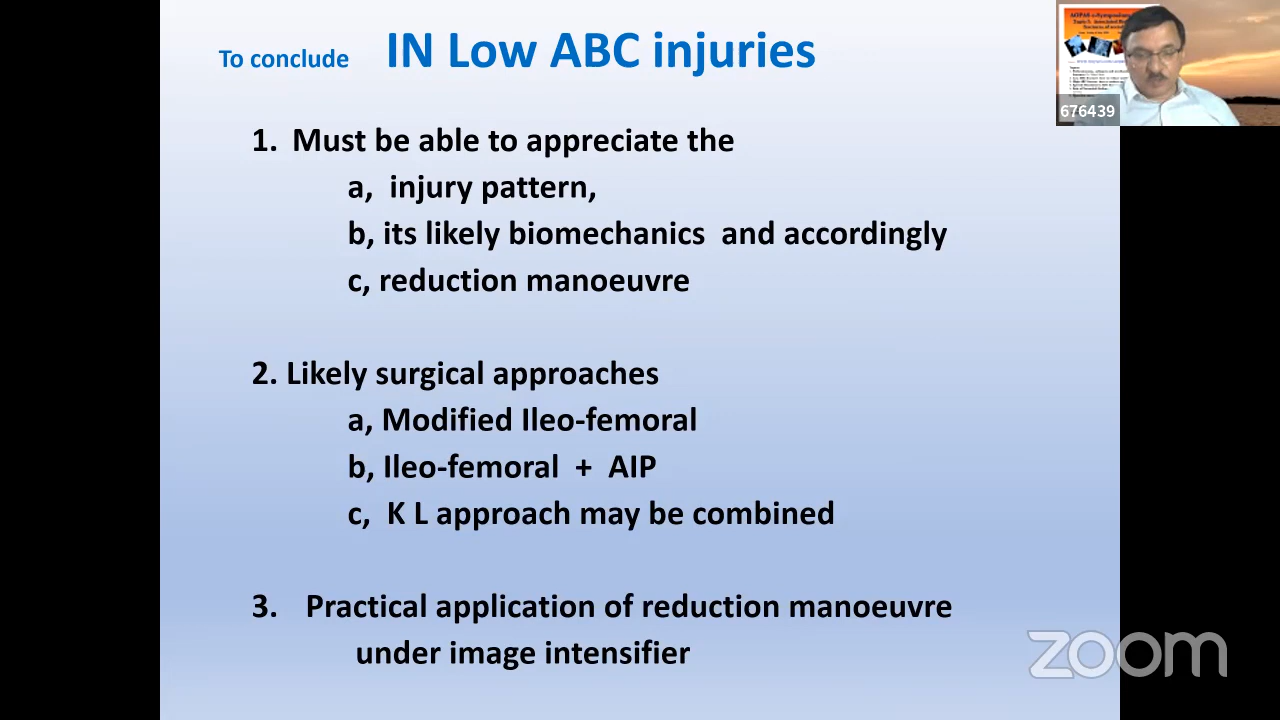 To conclude N Low ABC injuries
1. Must be able to appreciate the
a, injury pattern,
b, its likely biomechanics and accordingly
c, reduction manoeuvre
2. Likely surgical approaches
a, Modified Ileo-femoral
b, Ileo-femoral + AIP
c, K L approach may be combined
3. Practical application of reduction manoeuvre
under image intensifier
676439
zoom